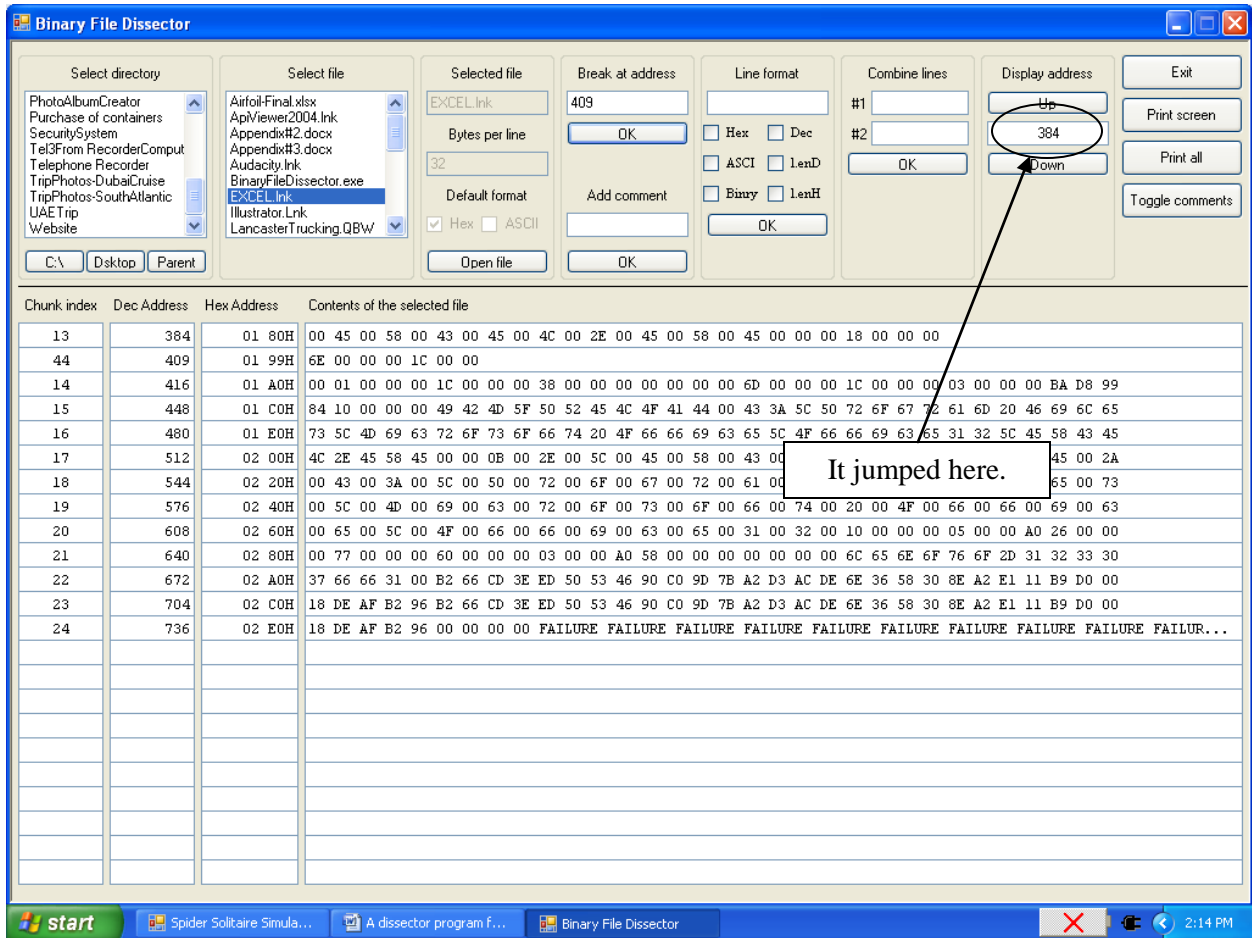 Binary File Dissector
Select directory
PhotoAlbumCreator
Purchase of containers
SecuritySystem
Tel3From RecorderComput
Telephone Recorder
TripPhotos-DubaiCruise
TripPhotos-SouthAtlantic
UAETrip
Website
C:\ Dsktop Parent
Select file
Airfoil-Final.xlsx
ApiViewer2004.lnk
Appendix#2.docx
Appendix#3.docx
Audacity.lnk
BinaryFileDissector.exe
EXCEL.lnk
Illustrator.Lnk
LancasterTrucking.QBW
Selected file
EXCEL.lnk
Bytes per line
32
Default format
Hex ASCII
Open file
Break at address
409
OK
Add comment
OK
Line format
Hex Dec
ASCI 1.enD
Binry 1.enH
OK
Combine lines
#1
#2
OK
Display address
Up
384
Down
Exit
Print screen
Print all
Toggle comments
Chunk index Dec Address Hex Address Contents of the selected file
13 384 01 80H 00 45 00 58 00 43 00 45 00 4C 00 2E 00 45 00 58 00 45 00 00 00 18 00 00 00
44 409 01 99H 6E 00 00 00 1C 00 00
14 416 01 A0H 00 01 00 00 00 1C 00 00 00 38 00 00 00 00 00 00 00 6D 00 00 00 1C 00 00 00 03 00 00 00 BA D8 99
15 448 01 C0H 84 10 00 00 00 49 42 4D 5F 50 52 45 4C 4F 41 44 00 43 3A 5C 50 72 6F 67 72 61 6D 20 46 69 6C 65
16 480 01 E0H 73 5C 4D 69 63 72 6F 73 6F 66 74 20 4F 66 66 69 63 65 5C 4F 66 66 69 63 65 31 32 5C 45 58 43 45
17 512 02 00H 4C 2E 45 58 45 00 00 0B 00 2E 00 5C 00 45 00 58 00 43 00 45 00 2A
18 544 02 20H 00 43 00 3A 00 5C 00 50 00 72 00 6F 00 67 00 72 00 61 00 65 00 73
19 576 02 40H 00 5C 00 4D 00 69 00 63 00 72 00 6F 00 73 00 6F 00 66 00 74 00 20 00 4F 00 66 00 66 00 69 00 63
20 608 02 60H 00 65 00 5C 00 4F 00 66 00 66 00 69 00 63 00 65 00 31 00 32 00 10 00 00 00 05 00 00 A0 26 00 00
21 640 02 80H 00 77 00 00 00 60 00 00 00 03 00 00 A0 58 00 00 00 00 00 00 00 6C 65 6E 6F 76 6F 2D 31 32 33 30
22 672 02 A0H 37 66 66 31 00 B2 66 CD 3E ED 50 53 46 90 C0 9D 7B A2 D3 AC DE 6E 36 58 30 8E A2 E1 11 B9 D0 00
23 704 02 C0H 18 DE AF B2 96 B2 66 CD 3E ED 50 53 46 90 C0 9D 7B A2 D3 AC DE 6E 36 58 30 8E A2 E1 11 B9 D0 00
24 736 02 E0H 18 DE AF B2 96 00 00 00 00 FAILURE FAILURE FAILURE FAILURE FAILURE FAILURE FAILURE FAILURE FAILURE FAILUR...
It jumped here.
start Spider Solitaire Simula... A dissector program f... Binary File Dissector 2:14 PM